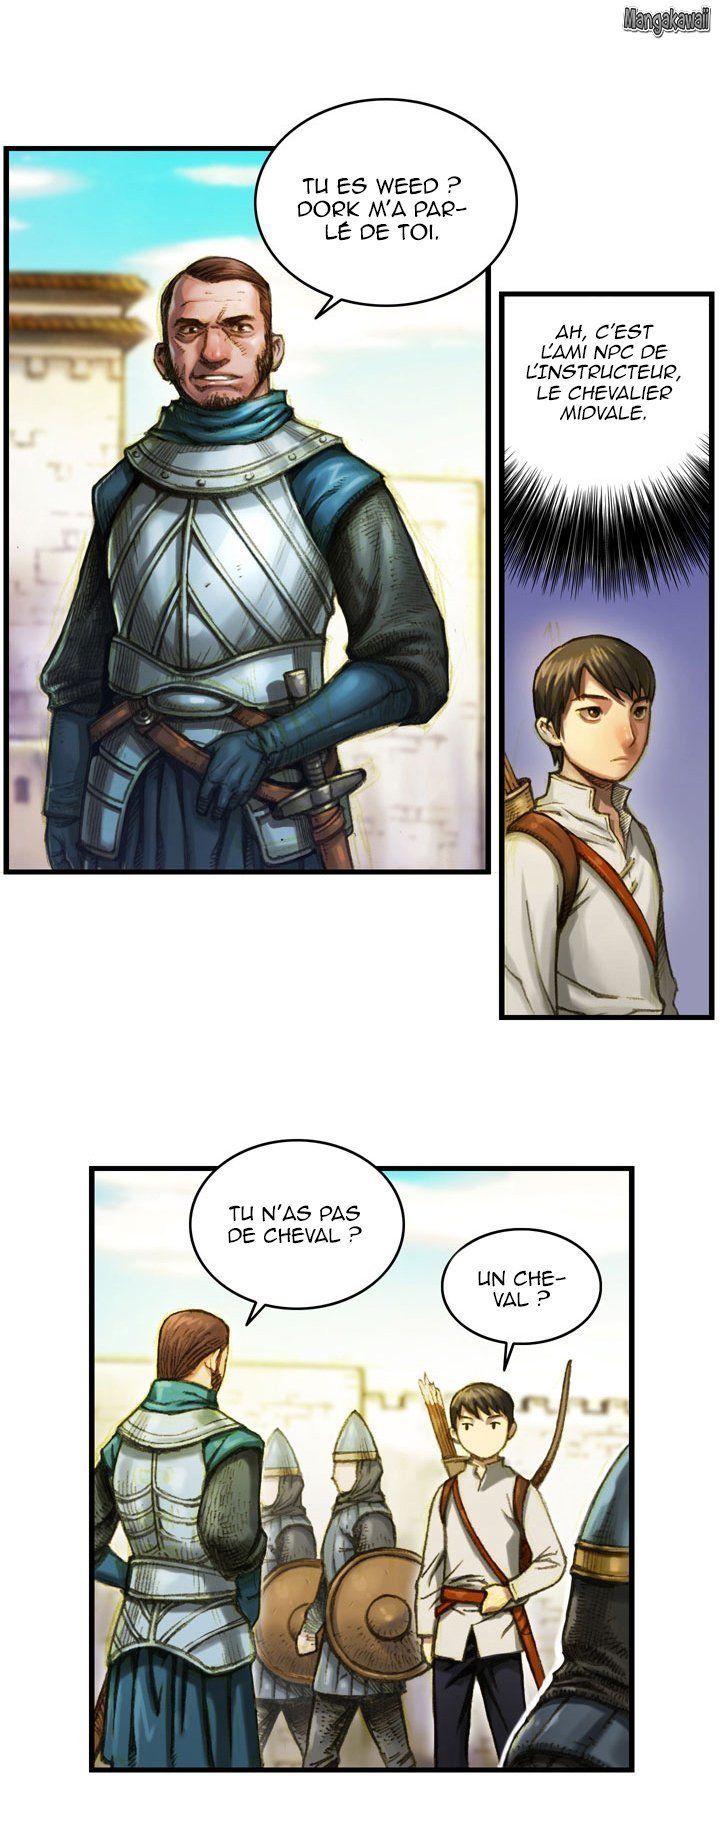 Mangakawaii
TU ES WEED ?
DORK M'A PAR-
LÉ DE TOI.
AH, C'EST
L'AMI NPC DE
L'INSTRUCTEUR,
LE CHEVALIER
MIDVALE.
TU N'AS PAS
DE CHEVAL ?
UN CHE-
VAL ?